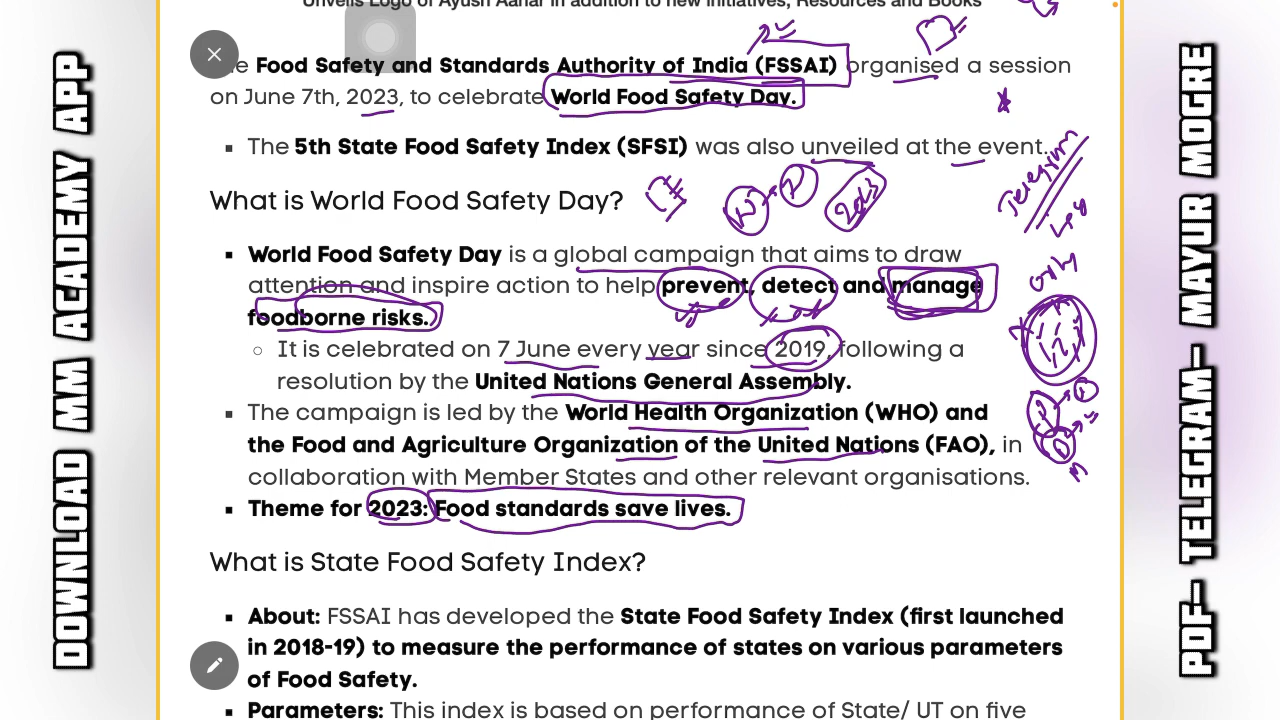 Unveils Logo of Ayush Aahar in addition to new Initiatives, Resources and Books
Food Safety and Standards Authority of India (FSSAI) organised a session
on June 7th, 2023, to celebrate World Food Safety Day.
▪ The 5th State Food Safety Index (SFSI) was also unveiled at the event.
What is World Food Safety Day?
W P 2023
Telegram
▪ World Food Safety Day is a global campaign that aims to draw
attention and inspire action to help prevent, detect and manage
foodborne risks.
only
○ It is celebrated on 7 June every year since 2019, following a
resolution by the United Nations General Assembly.
▪ The campaign is led by the World Health Organization (WHO) and
the Food and Agriculture Organization of the United Nations (FAO), in
collaboration with Member States and other relevant organisations.
▪ Theme for 2023: Food standards save lives.
What is State Food Safety Index?
▪ About: FSSAI has developed the State Food Safety Index (first launched
in 2018-19) to measure the performance of states on various parameters
of Food Safety.
▪ Parameters: This index is based on performance of State/ UT on five
DOWNLOAD MM ACADEMY APP
PDF- TELEGRAM- MAYUR MOGRE